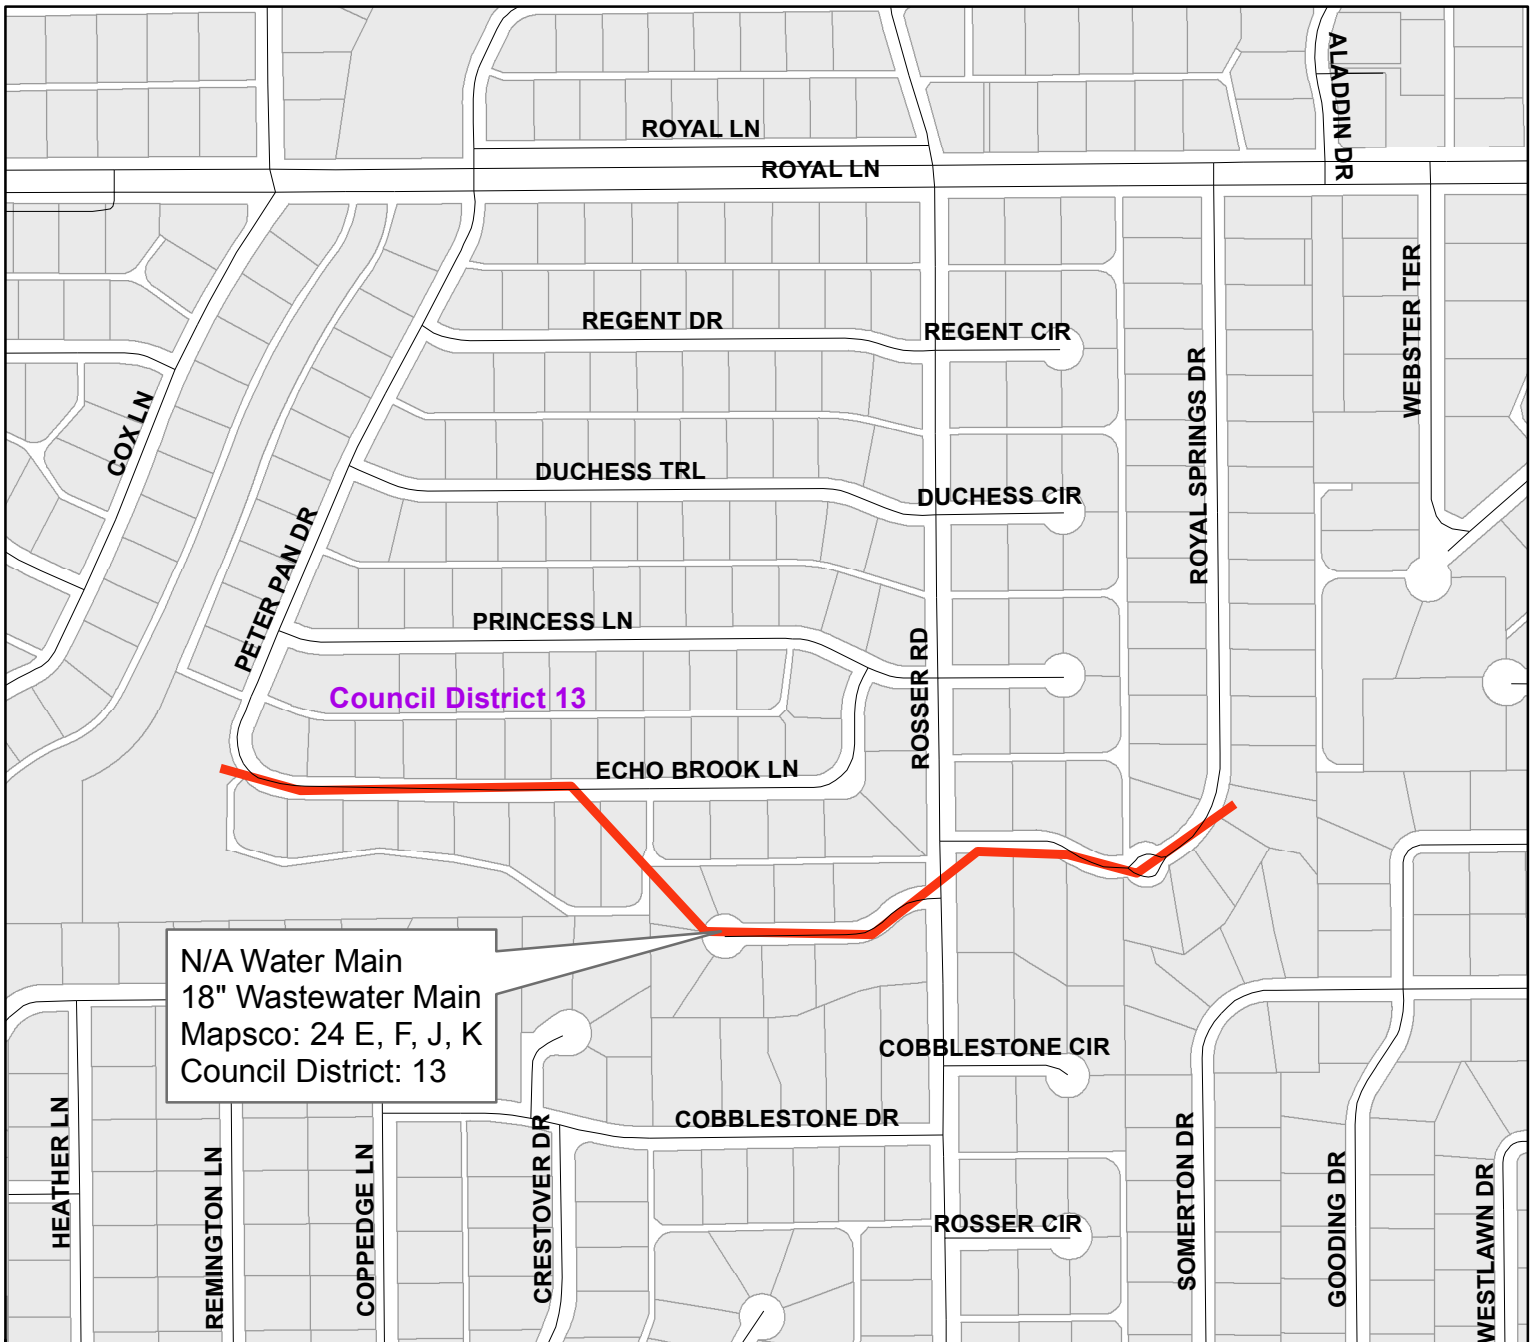 ALADDIN DR
ROYAL LN
ROYAL LN
WEBSTER TER
REGENT DR
REGENT CIR
ROYAL SPRINGS DR
COX LN
DUCHESS TRL
DUCHESS CIR
PETER PAN DR
PRINCESS LN
ROSSER RD
Council District 13
ECHO BROOK LN
N/A Water Main
18" Wastewater Main
Mapsco: 24 E, F, J, K
Council District: 13
COBBLESTONE CIR
COBBLESTONE DR
HEATHER LN
REMINGTON LN
COPPEDGE LN
CRESTOVER DR
ROSSER CIR
SOMERTON DR
GOODING DR
WESTLAWN DR